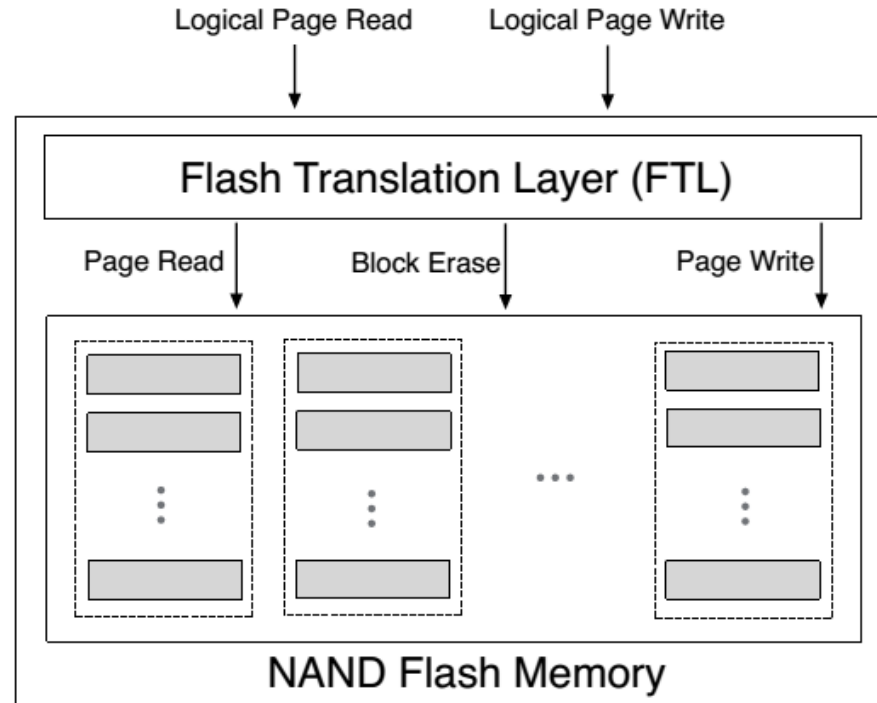 Logical Page Read
Logical Page Write
Flash Translation Layer (FTL)
Page Read
Block Erase
Page Write
NAND Flash Memory